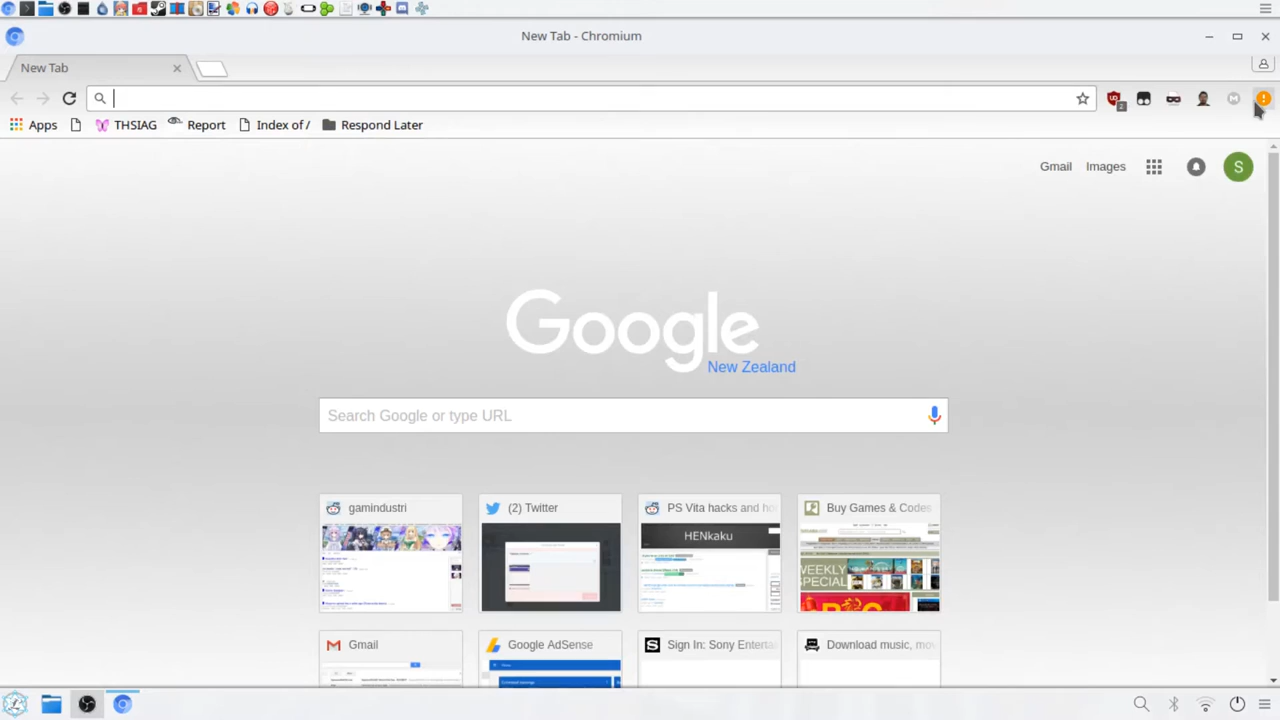 New Tab - Chromium
New Tab
Apps THSIAG Report Index of / Respond Later
Gmail Images S
Google
New Zealand
Search Google or type URL
gamindustri (2) Twitter PS Vita hacks and ho Buy Games & Codes
HENkaku
WEEKLY
SPECIAL
Gmail Google AdSense Sign In: Sony Enterta Download music, mo